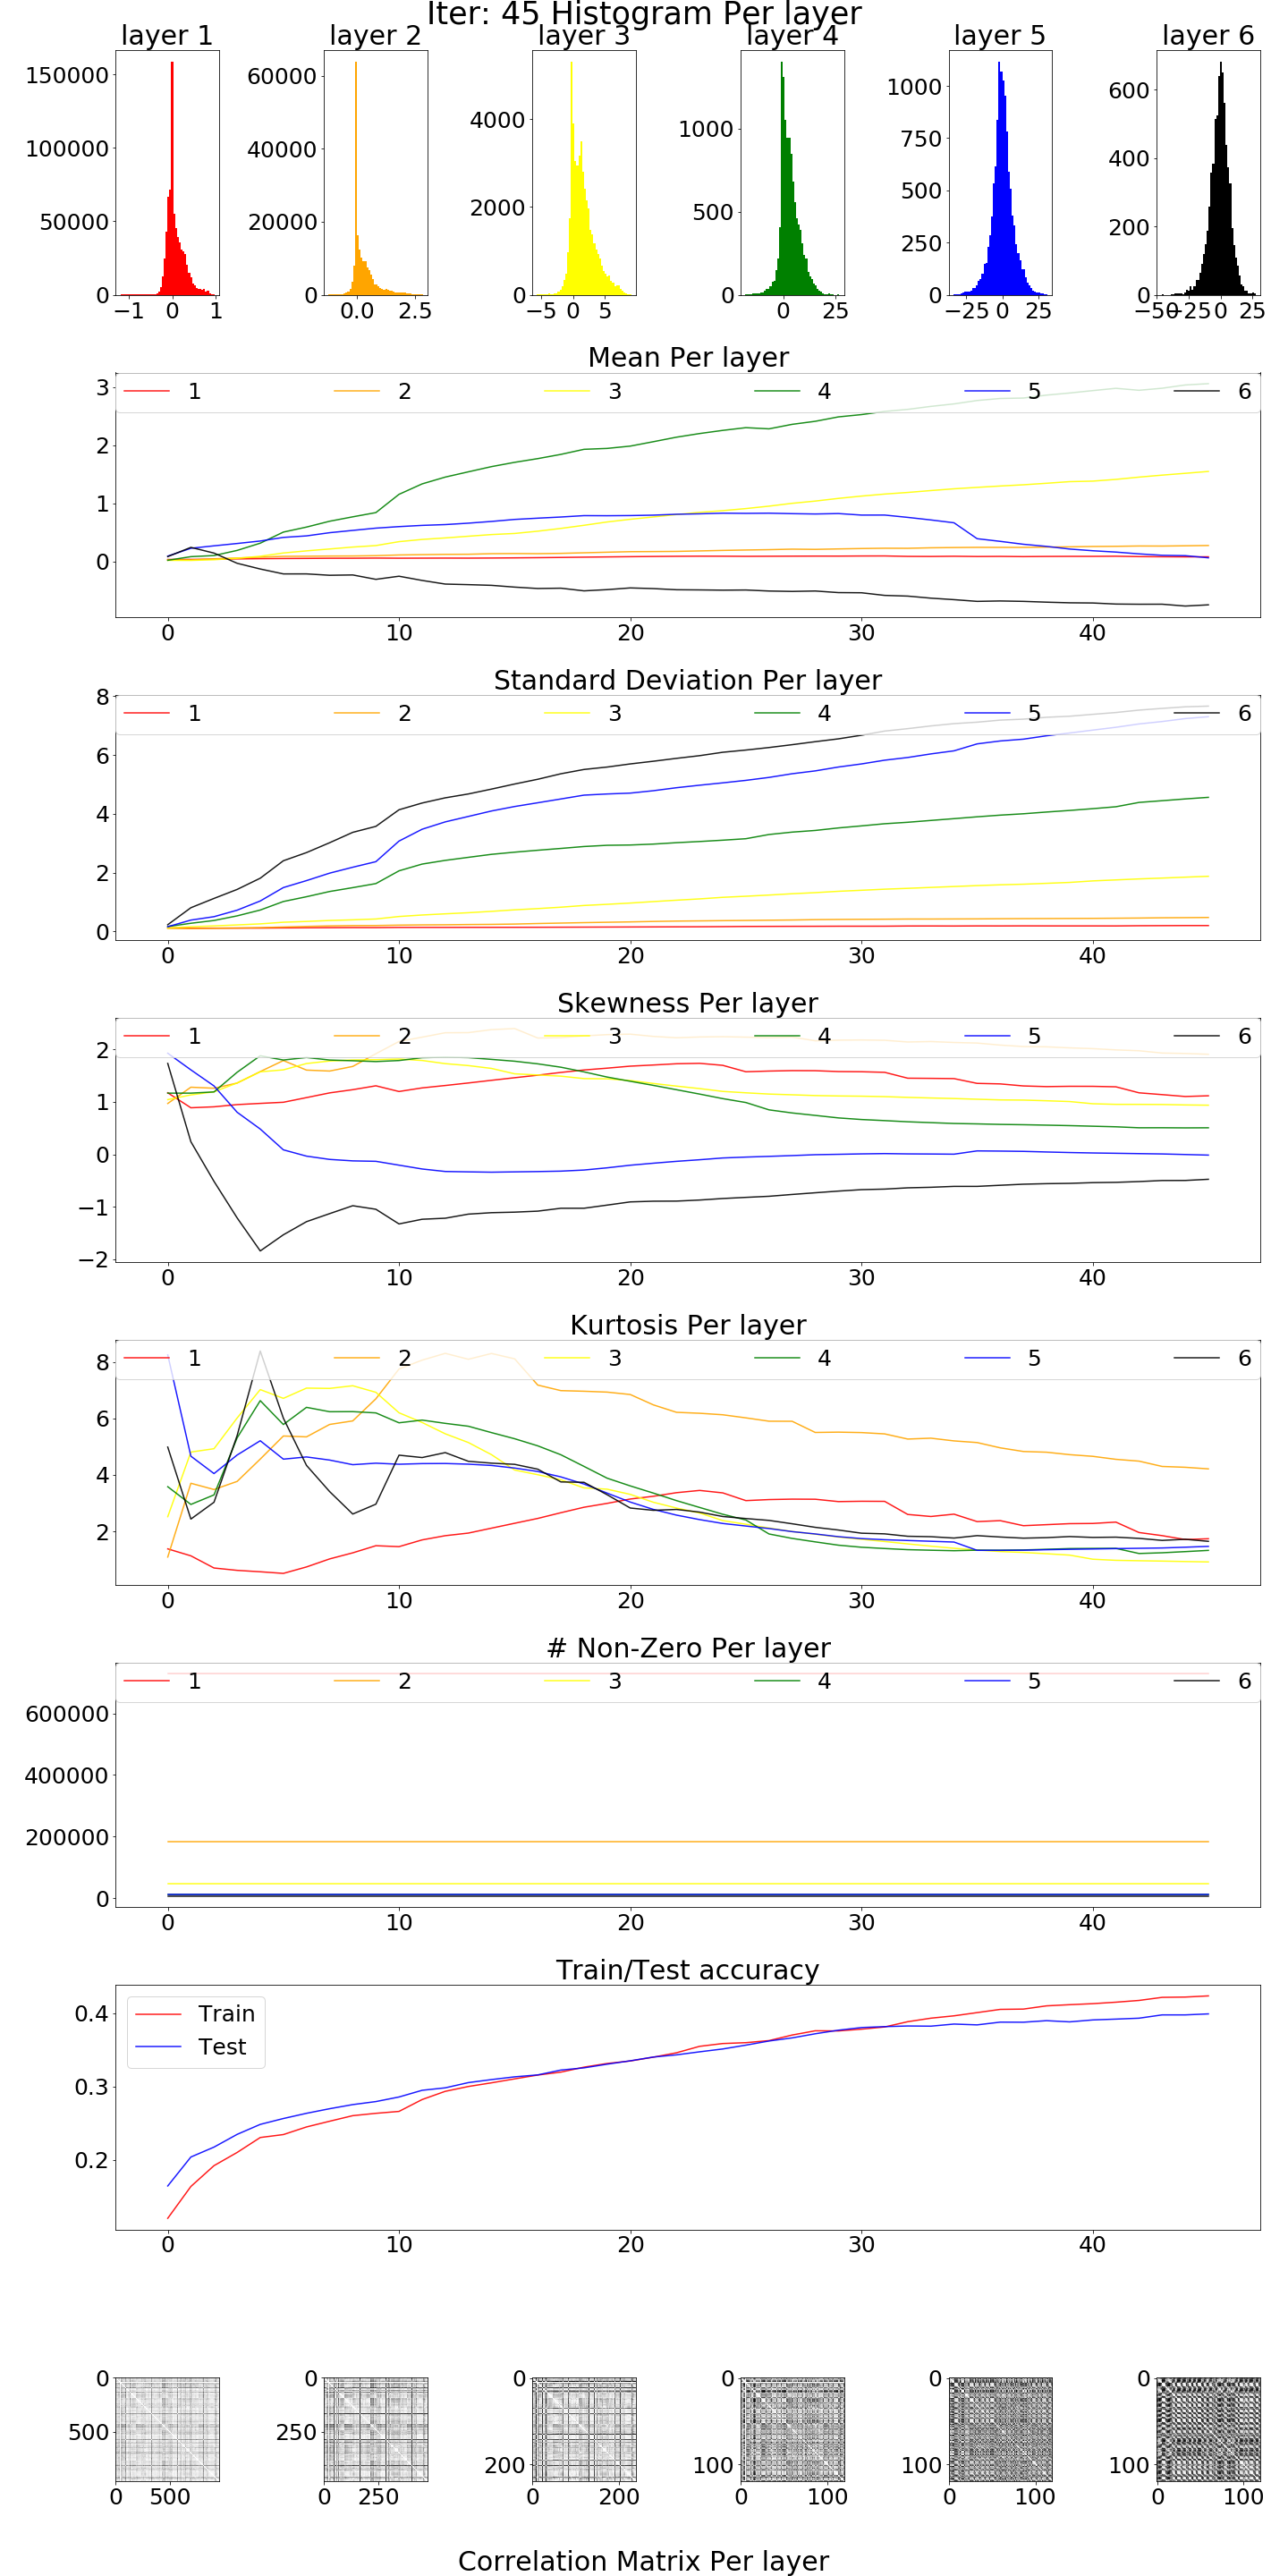 Iter: 45 Histogram Per layer
layer 1 layer 2 layer 3 layer 4 layer 5 layer 6
150000 100000 50000 0
−1 0 1
60000 40000 20000 0
0.0 2.5
4000 2000 0
−5 0 5
1000 500 0
0 25
1000 750 500 250 0
−25 0 25
600 400 200 0
−50 −25 0 25
Mean Per layer
1 2 3 4 5 6
3
2
1
0
0 10 20 30 40
Standard Deviation Per layer
1 2 3 4 5 6
8
6
4
2
0
0 10 20 30 40
Skewness Per layer
1 2 3 4 5 6
2
1
0
−1
−2
0 10 20 30 40
Kurtosis Per layer
1 2 3 4 5 6
8
6
4
2
0 10 20 30 40
# Non-Zero Per layer
1 2 3 4 5 6
600000
400000
200000
0
0 10 20 30 40
Train/Test accuracy
Train
Test
0.4
0.3
0.2
0 10 20 30 40
0 0 0 0 0 0
500 250 200 100 100 100
0 500 0 250 0 200 0 100 0 100 0 100
Correlation Matrix Per layer